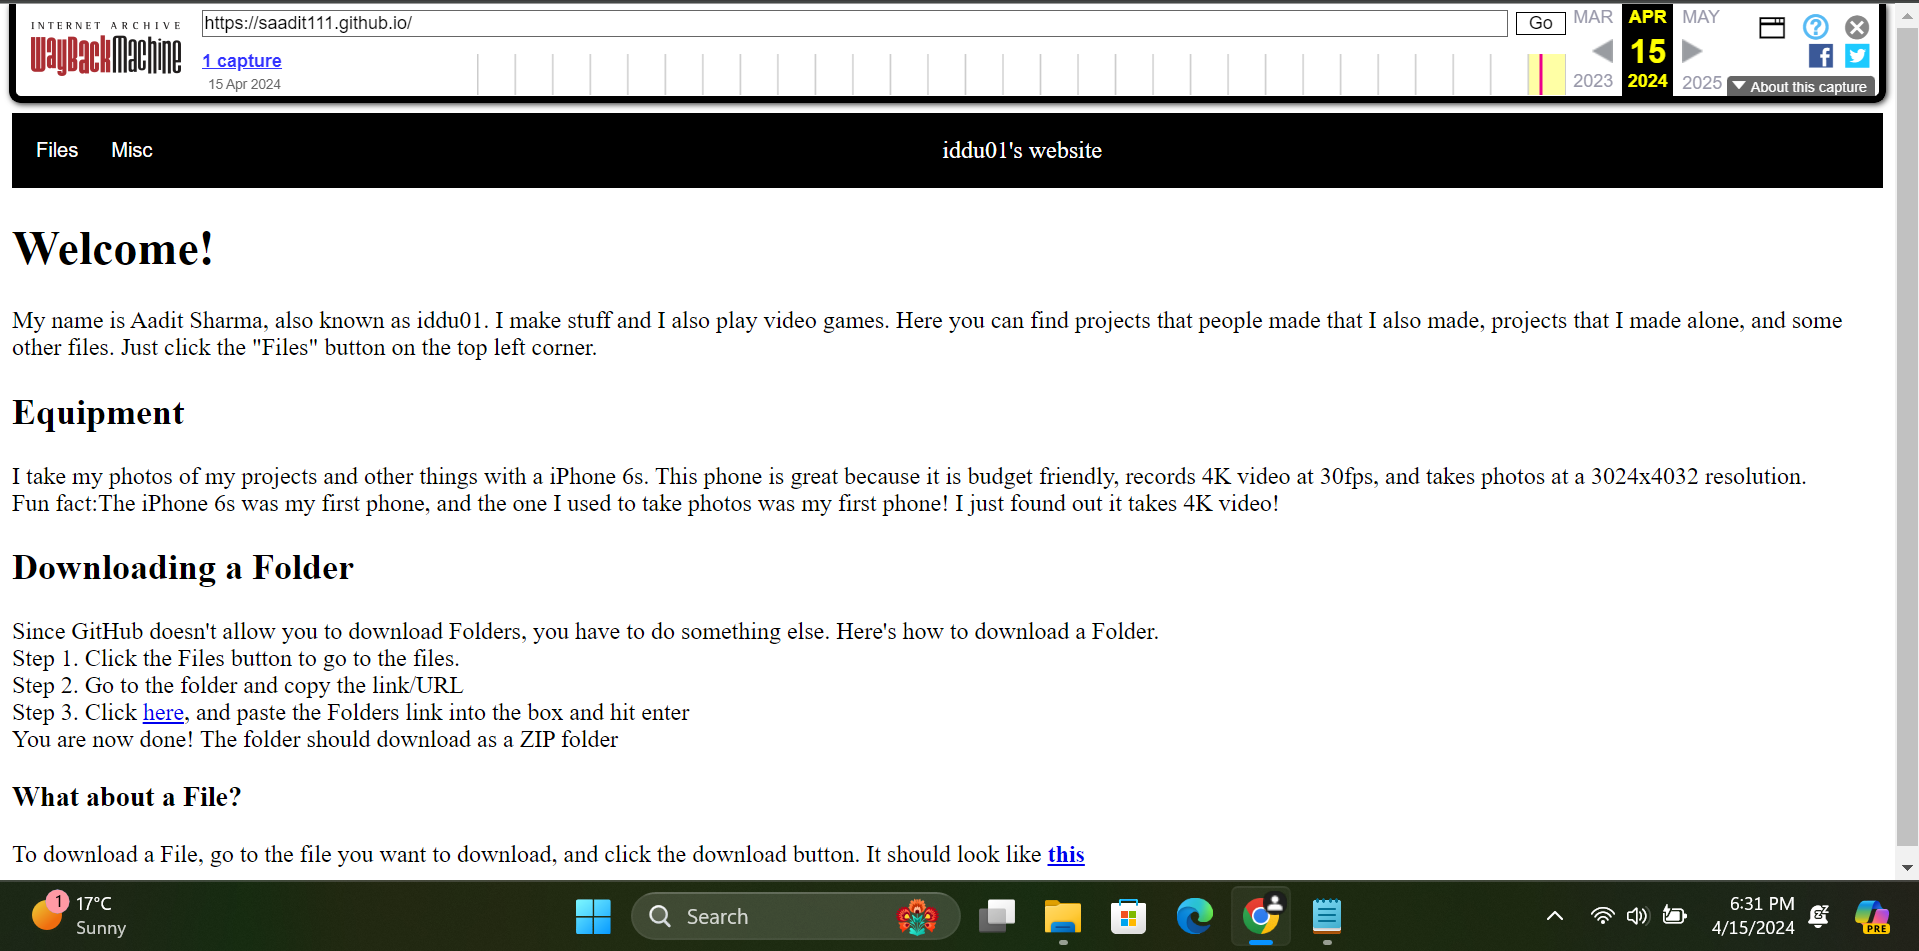 INTERNET ARCHIVE
WayBackMachine
https://saadit111.github.io/
Go
1 capture
15 Apr 2024
MAR
APR
MAY
15
2023
2024
2025
About this capture
Files
Misc
iddu01's website
Welcome!
My name is Aadit Sharma, also known as iddu01. I make stuff and I also play video games. Here you can find projects that people made that I also made, projects that I made alone, and some
other files. Just click the "Files" button on the top left corner.
Equipment
I take my photos of my projects and other things with a iPhone 6s. This phone is great because it is budget friendly, records 4K video at 30fps, and takes photos at a 3024x4032 resolution.
Fun fact:The iPhone 6s was my first phone, and the one I used to take photos was my first phone! I just found out it takes 4K video!
Downloading a Folder
Since GitHub doesn't allow you to download Folders, you have to do something else. Here's how to download a Folder.
Step 1. Click the Files button to go to the files.
Step 2. Go to the folder and copy the link/URL
Step 3. Click here, and paste the Folders link into the box and hit enter
You are now done! The folder should download as a ZIP folder
What about a File?
To download a File, go to the file you want to download, and click the download button. It should look like this
1
17°C
Sunny
Search
6:31 PM
4/15/2024
PRE